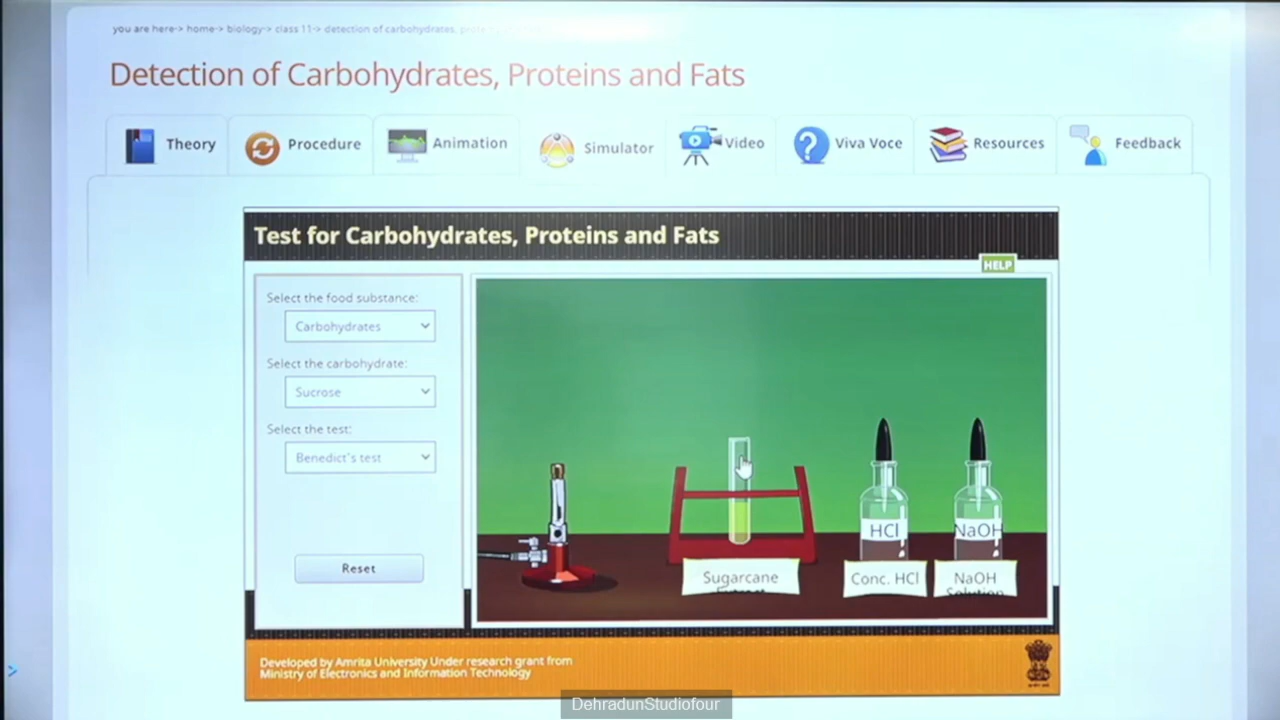 you are here-> home-> biology-> class 11-> detection of carbohydrates,
Detection of Carbohydrates, Proteins and Fats
Theory
Procedure
Animation
Simulator
Video
Viva Voce
Resources
Feedback
Test for Carbohydrates, Proteins and Fats
HELP
Select the food substance:
Carbohydrates
Select the carbohydrate:
Sucrose
Select the test:
Benedict's test
Reset
HCl
NaOH
Sugarcane
Conc. HCl
NaOH
Solution
Developed by Amrita University Under research grant from
Ministry of Electronics and Information Technology
DehradunStudiofour